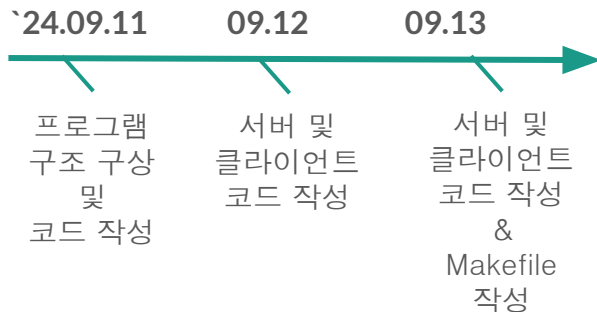 `24.09.11
09.12
09.13
프로그램
구조 구상
및
코드 작성
서버 및
클라이언트
코드 작성
서버 및
클라이언트
코드 작성
&
Makefile
작성